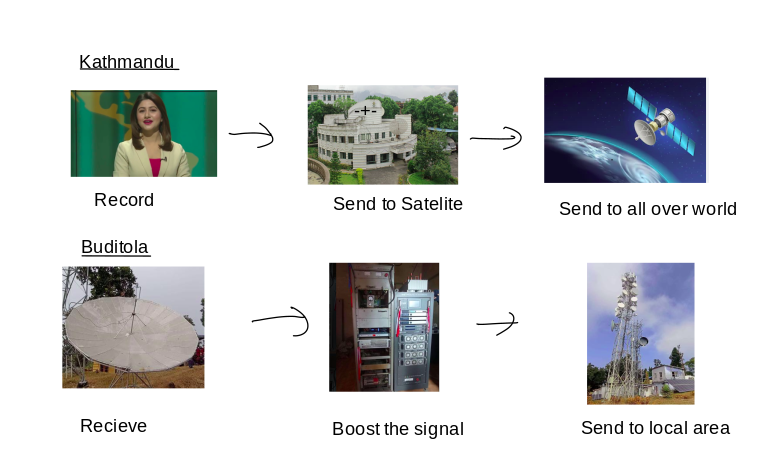 Kathmandu
Record
Send to Satelite
Send to all over world
Buditola
Recieve
Boost the signal
Send to local area